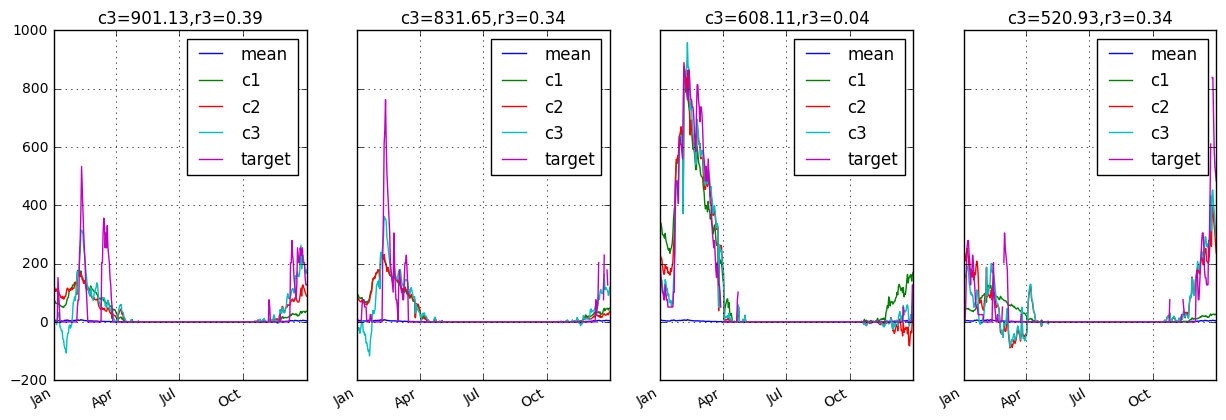 c3=901.13,r3=0.39
c3=831.65,r3=0.34
c3=608.11,r3=0.04
c3=520.93,r3=0.34
1000
800
600
400
200
0
−200
mean
c1
c2
c3
target
mean
c1
c2
c3
target
mean
c1
c2
c3
target
mean
c1
c2
c3
target
Jan Apr Jul Oct
Jan Apr Jul Oct
Jan Apr Jul Oct
Jan Apr Jul Oct